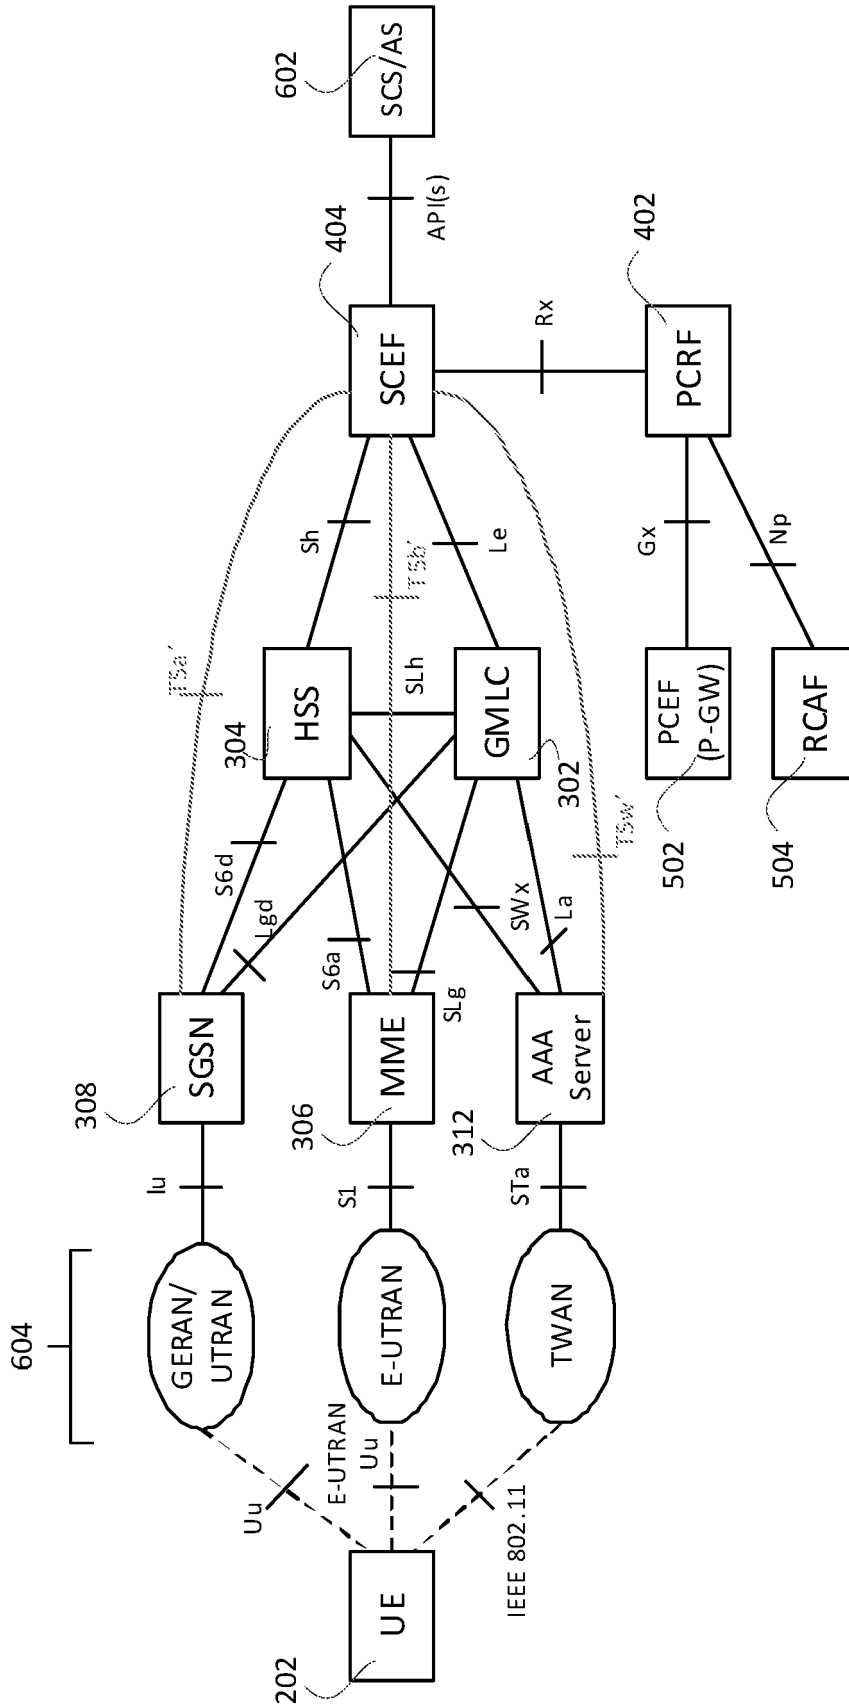 604
202
UE
Uu
E-UTRAN
Uu
IEEE 802.11
GERAN/
UTRAN
E-UTRAN
TWAN
Iu
S1
STa
308
SGSN
306
MME
312
AAA
Server
S6d
Lgd
S6a
SLg
SWx
La
T5a'
304
HSS
SLh
GMLC
302
T5w'
Sh
T5b'
Le
404
SCEF
API(s)
602
SCS/AS
Rx
402
PCRF
Gx
Np
PCEF
(P-GW)
502
RCAF
504